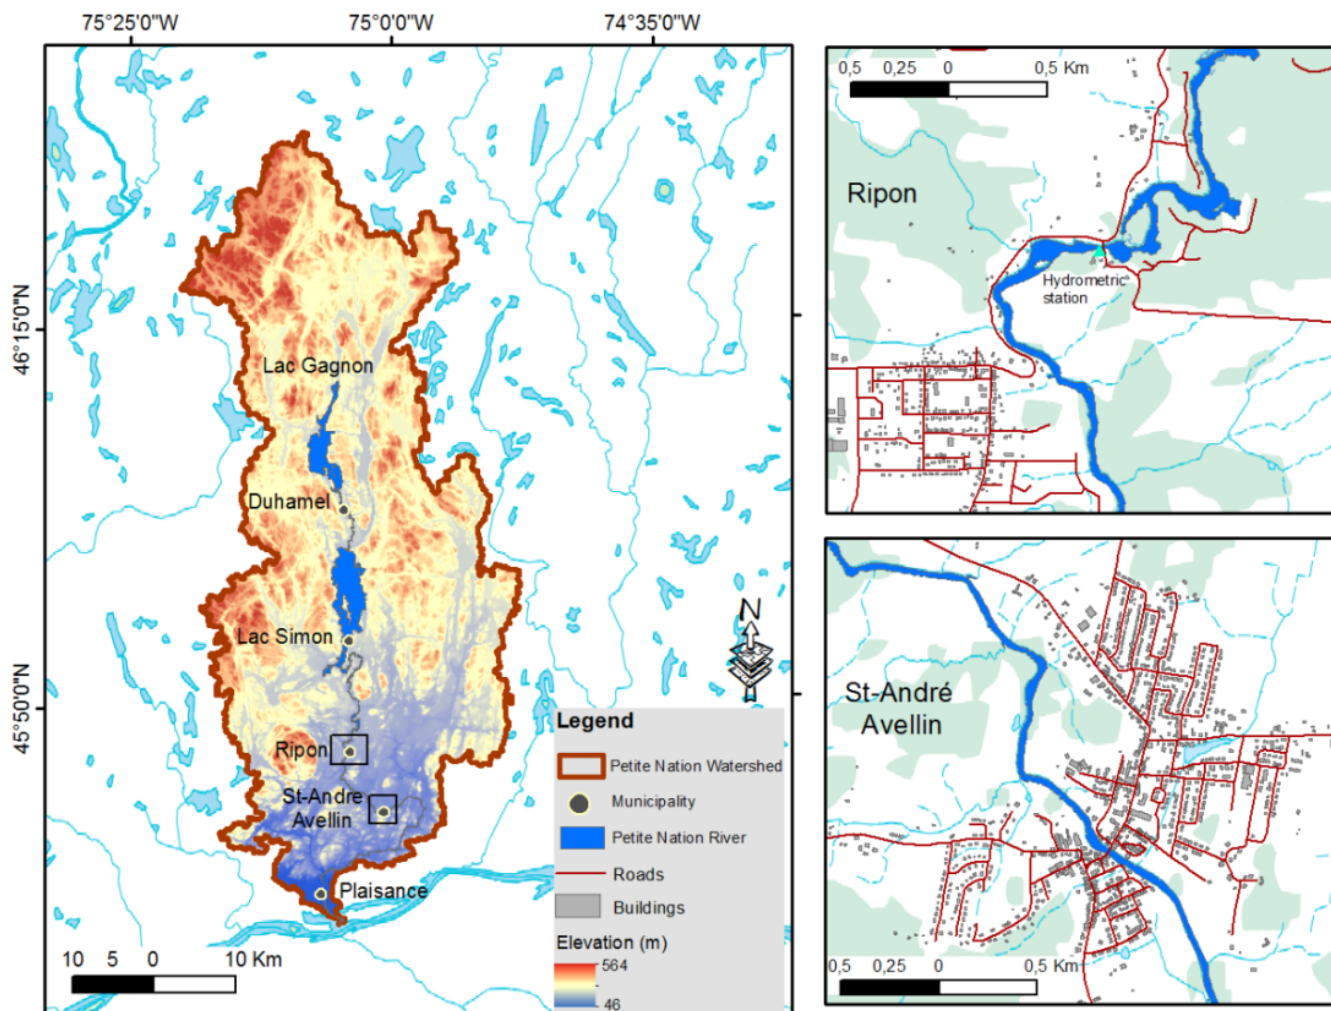 75°25'0"W
75°0'0"W
74°35'0"W
46°15'0"N
45°50'0"N
Lac Gagnon
Duhamel
Lac Simon
Ripon
St-Andre
Avellin
Plaisance
N
Legend
Petite Nation Watershed
Municipality
Petite Nation River
Roads
Buildings
Elevation (m)
564
46
10 5 0 10 Km
0,5 0,25 0 0,5 Km
Ripon
Hydrometric
station
St-André
Avellin
0,5 0,25 0 0,5 Km